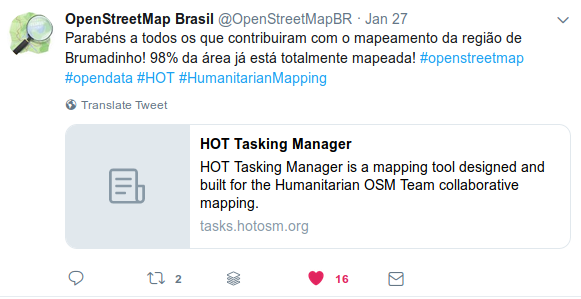 OpenStreetMap Brasil @OpenStreetMapBR · Jan 27
Parabéns a todos os que contribuiram com o mapeamento da região de
Brumadinho! 98% da área já está totalmente mapeada! #openstreetmap
#opendata #HOT #HumanitarianMapping
Translate Tweet
HOT Tasking Manager
HOT Tasking Manager is a mapping tool designed and
built for the Humanitarian OSM Team collaborative
mapping.
tasks.hotosm.org
2 16